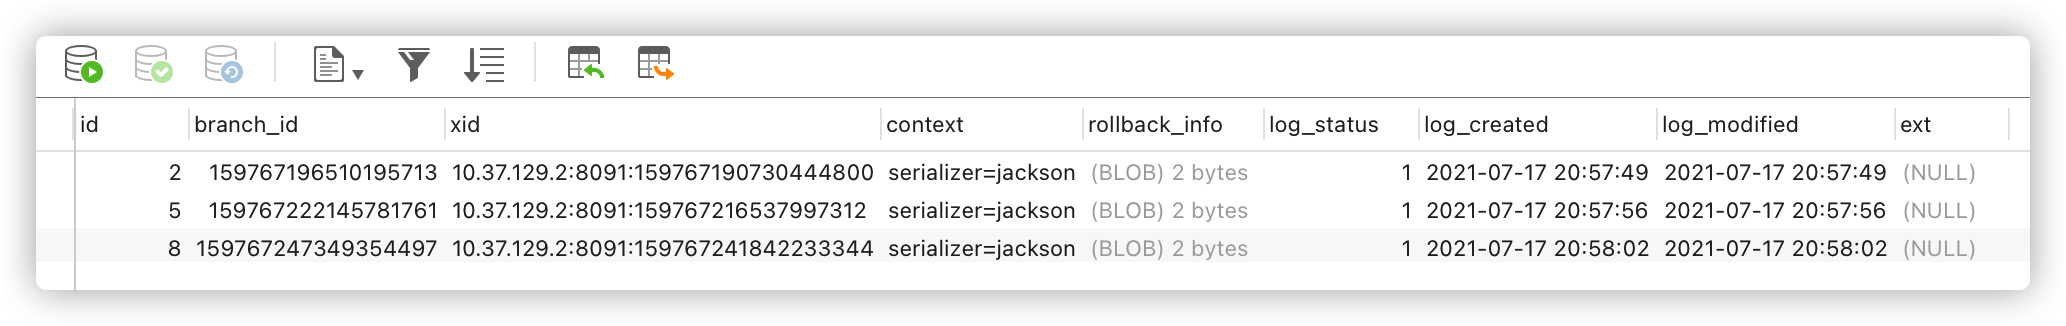 id branch_id xid context rollback_info log_status log_created log_modified ext
2 159767196510195713 10.37.129.2:8091:159767190730444800 serializer=jackson (BLOB) 2 bytes 1 2021-07-17 20:57:49 2021-07-17 20:57:49 (NULL)
5 159767222145781761 10.37.129.2:8091:159767216537997312 serializer=jackson (BLOB) 2 bytes 1 2021-07-17 20:57:56 2021-07-17 20:57:56 (NULL)
8 159767247349354497 10.37.129.2:8091:159767241842233344 serializer=jackson (BLOB) 2 bytes 1 2021-07-17 20:58:02 2021-07-17 20:58:02 (NULL)